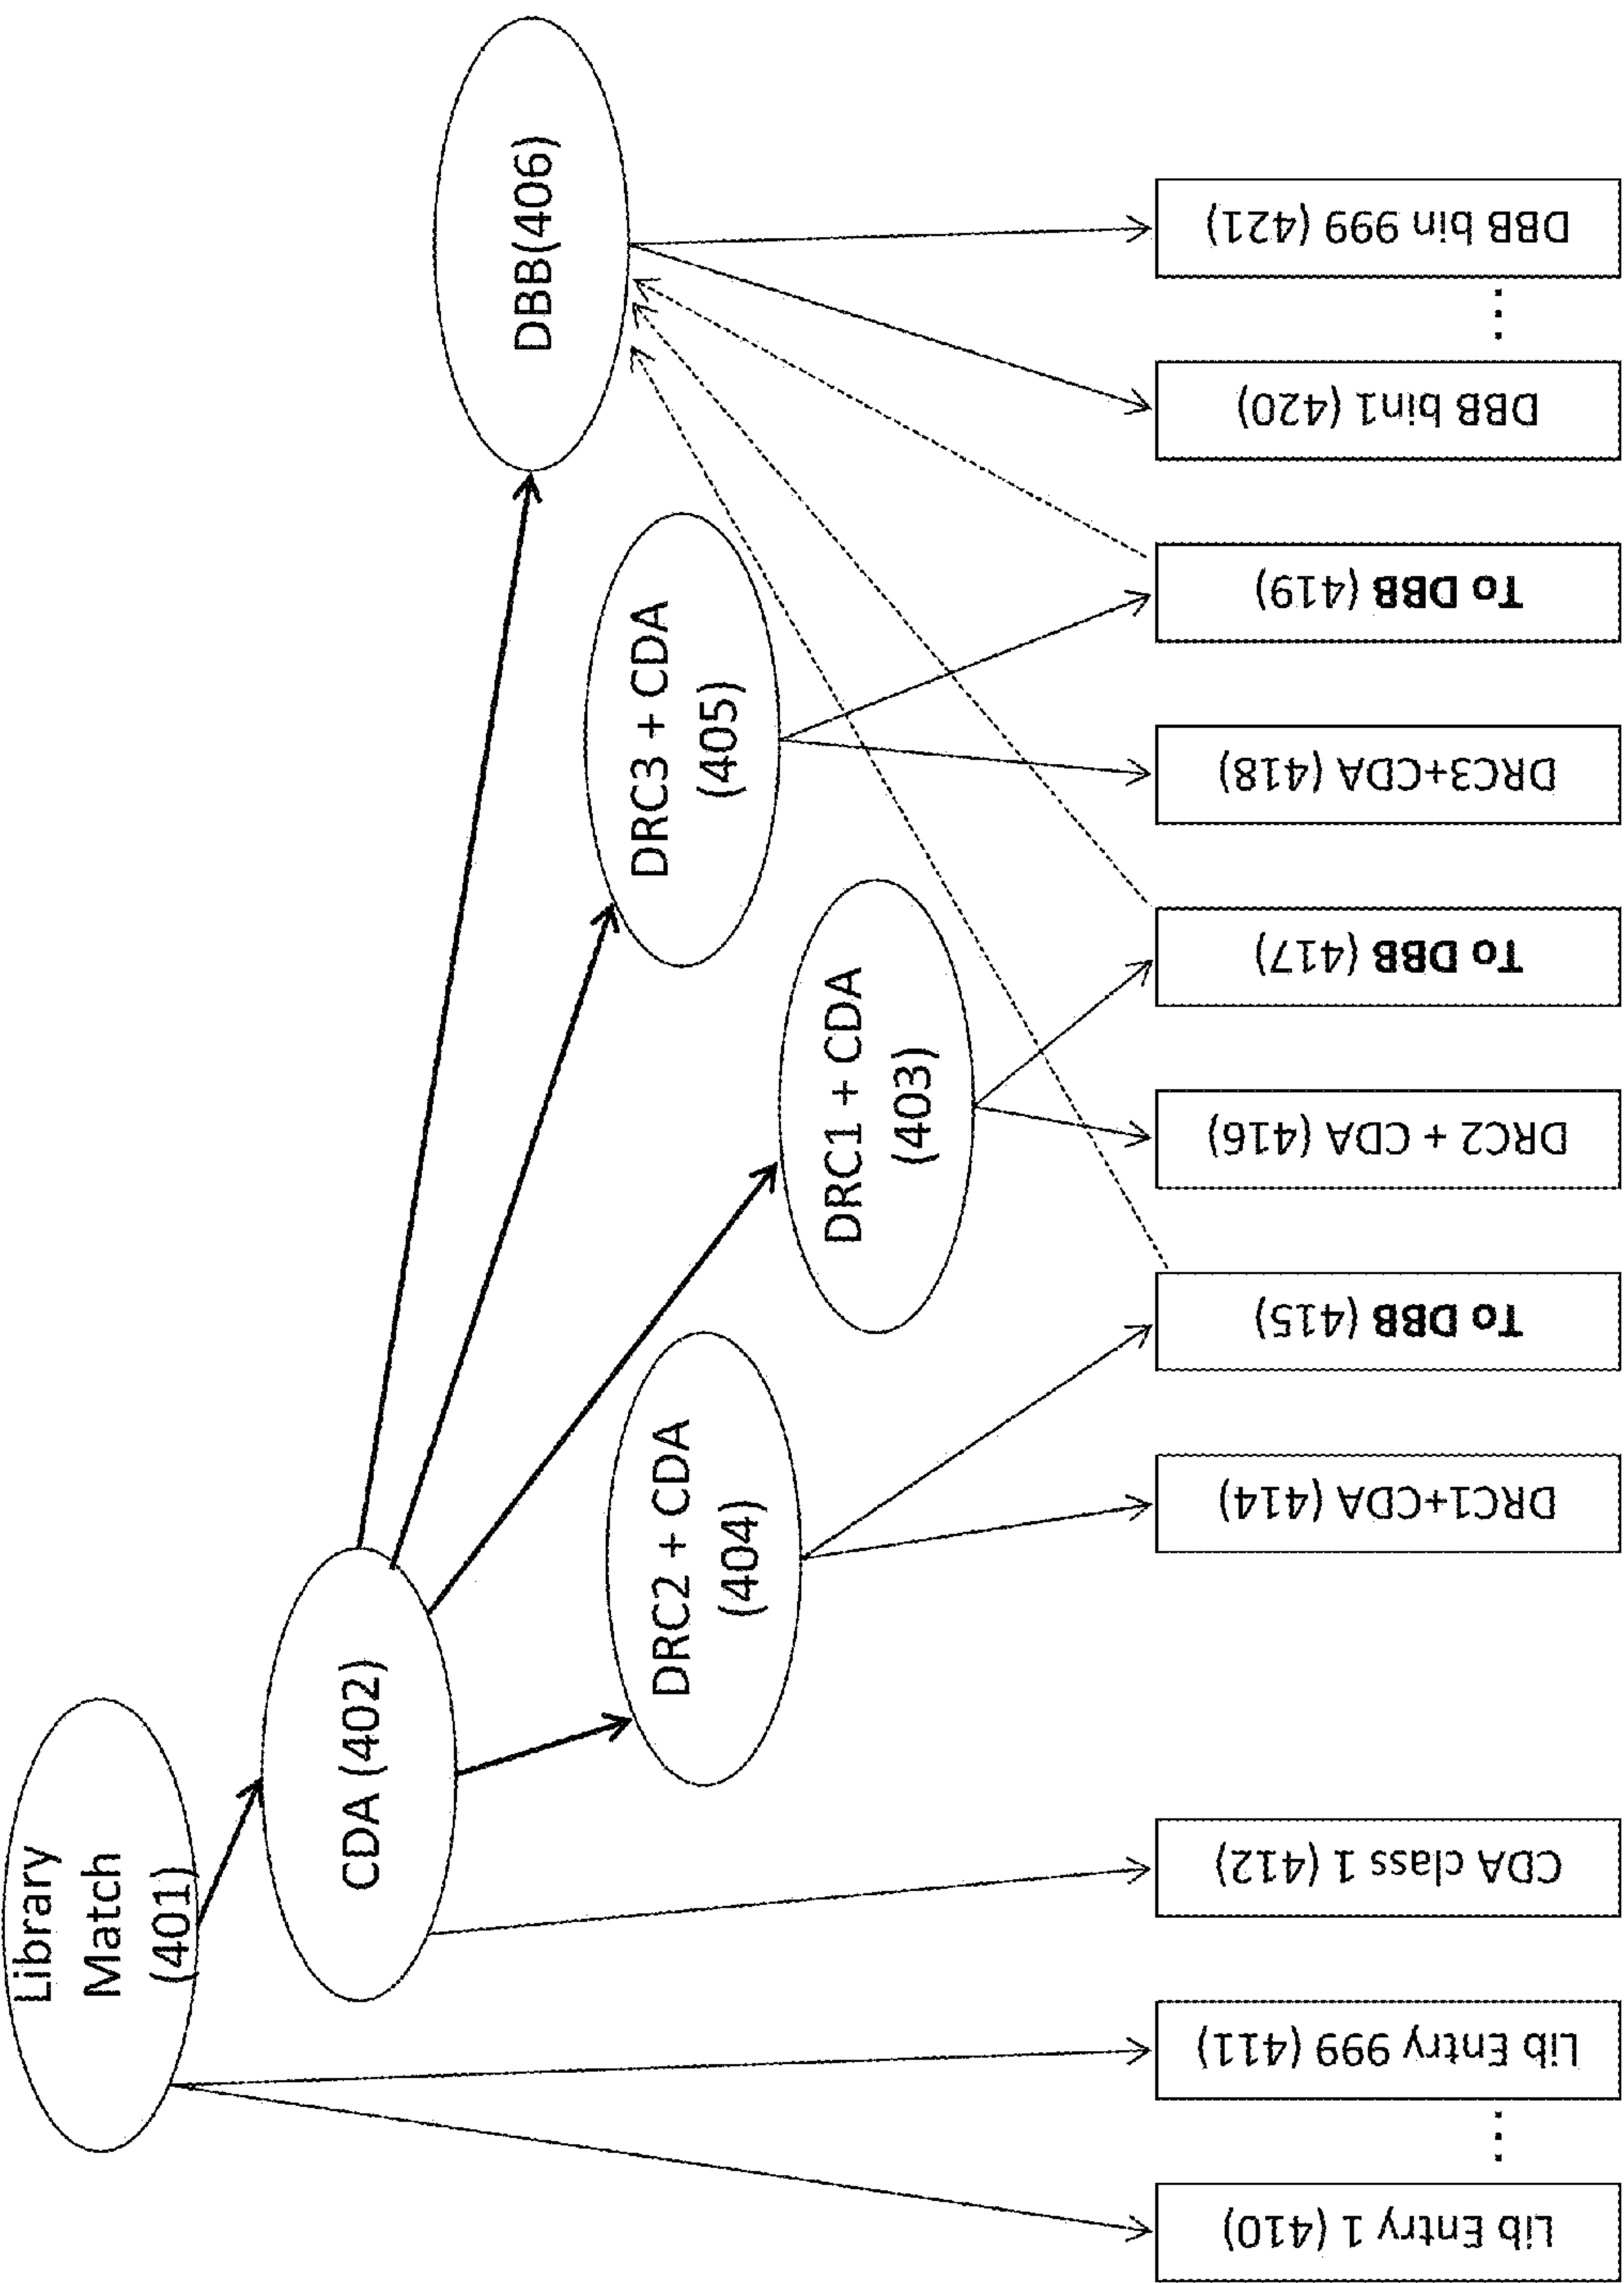 Library
Match
(401)
CDA (402)
DRC2 + CDA
(404)
DRC1 + CDA
(403)
DRC3 + CDA
(405)
DBB(406)
Lib Entry 1 (410)
...
Lib Entry 999 (411)
CDA class 1 (412)
DRC1+CDA (414)
To DBB (415)
DRC2 + CDA (416)
To DBB (417)
DRC3+CDA (418)
To DBB (419)
DBB bin1 (420)
...
DBB bin 999 (421)